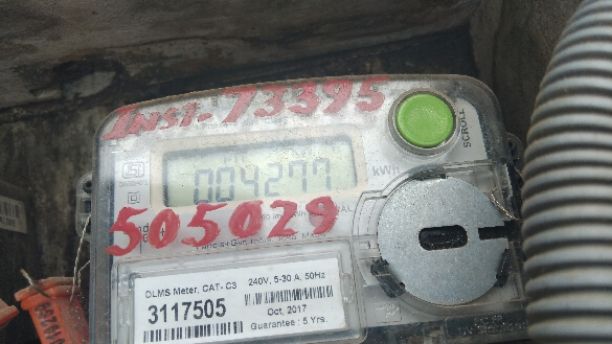 INST-73395
SCROLL
004277
kWh
505029
DLMS Meter, CAT- C3 240V, 5-30 A, 50Hz
3117505
Oct, 2017
Guarantee : 5 Yrs.